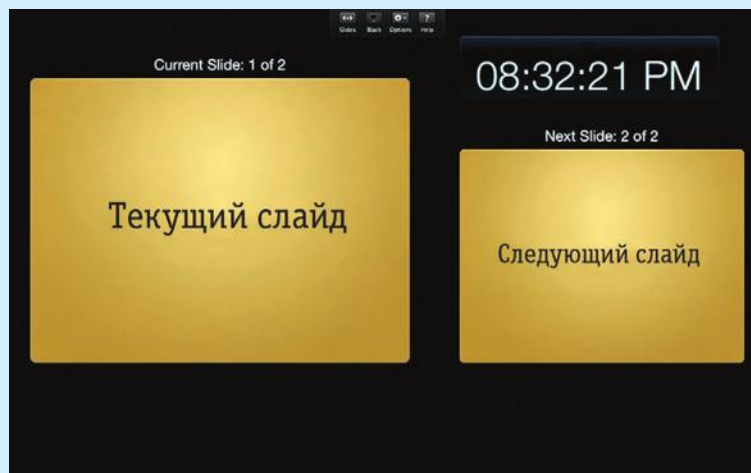 Slides Black Options Help
Current Slide: 1 of 2
08:32:21 PM
Текущий слайд
Next Slide: 2 of 2
Следующий слайд